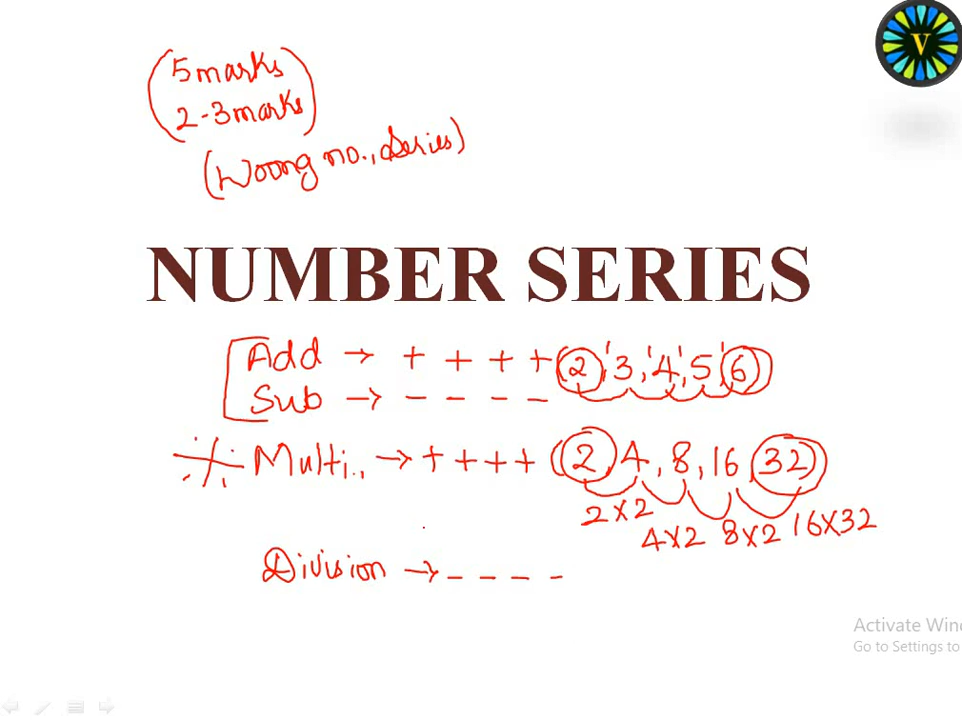 V
5 marks
2-3 marks
(Wrong no., Series)
NUMBER SERIES
Add → + + + + (2, 3, 4, 5, 6)
Sub → - - - -
Multi., → + + + + (2, 4, 8, 16, 32)
2x2 4x2 8x2 16x32
Division → - - - -
Activate Win
Go to Settings to